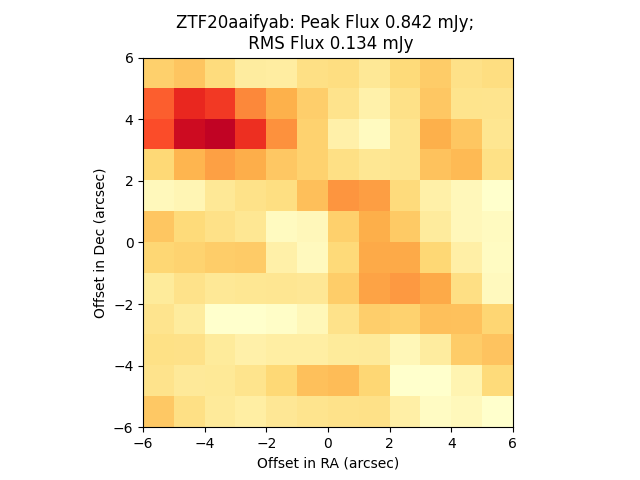 ZTF20aaifyab: Peak Flux 0.842 mJy;
RMS Flux 0.134 mJy
6
4
2
0
−2
−4
−6
Offset in Dec (arcsec)
−6 −4 −2 0 2 4 6
Offset in RA (arcsec)